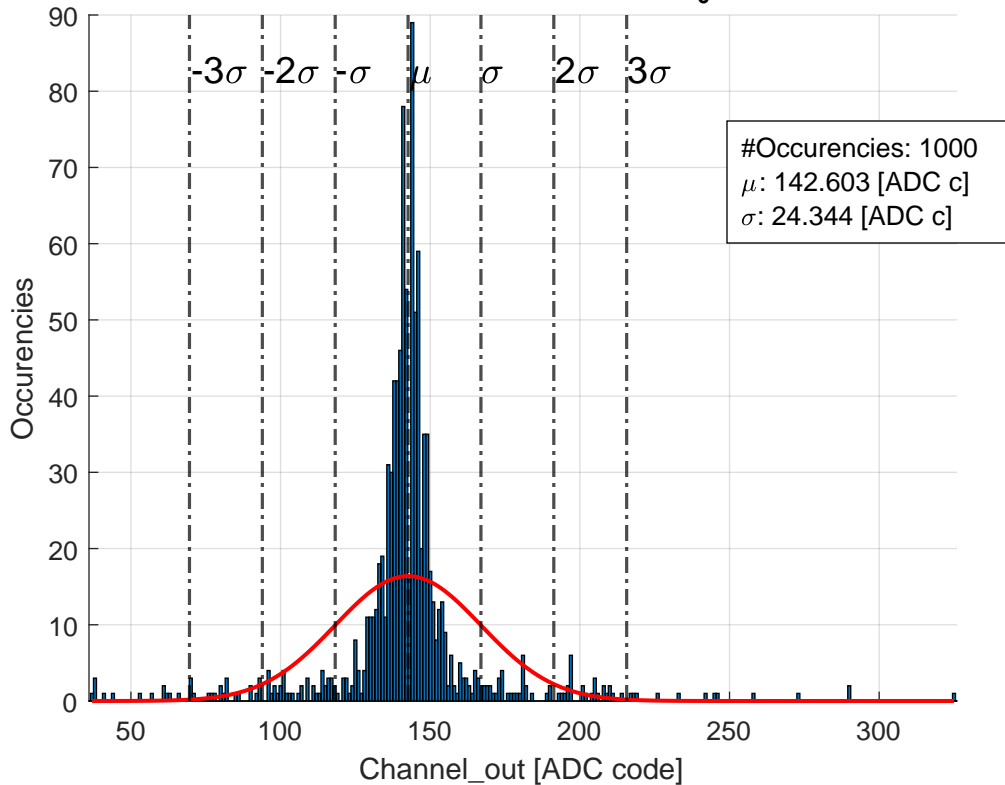 90
80
70
60
50
40
30
20
10
0
Occurencies
-3σ -2σ -σ μ σ 2σ 3σ
#Occurencies: 1000
μ: 142.603 [ADC c]
σ: 24.344 [ADC c]
50 100 150 200 250 300
Channel_out [ADC code]